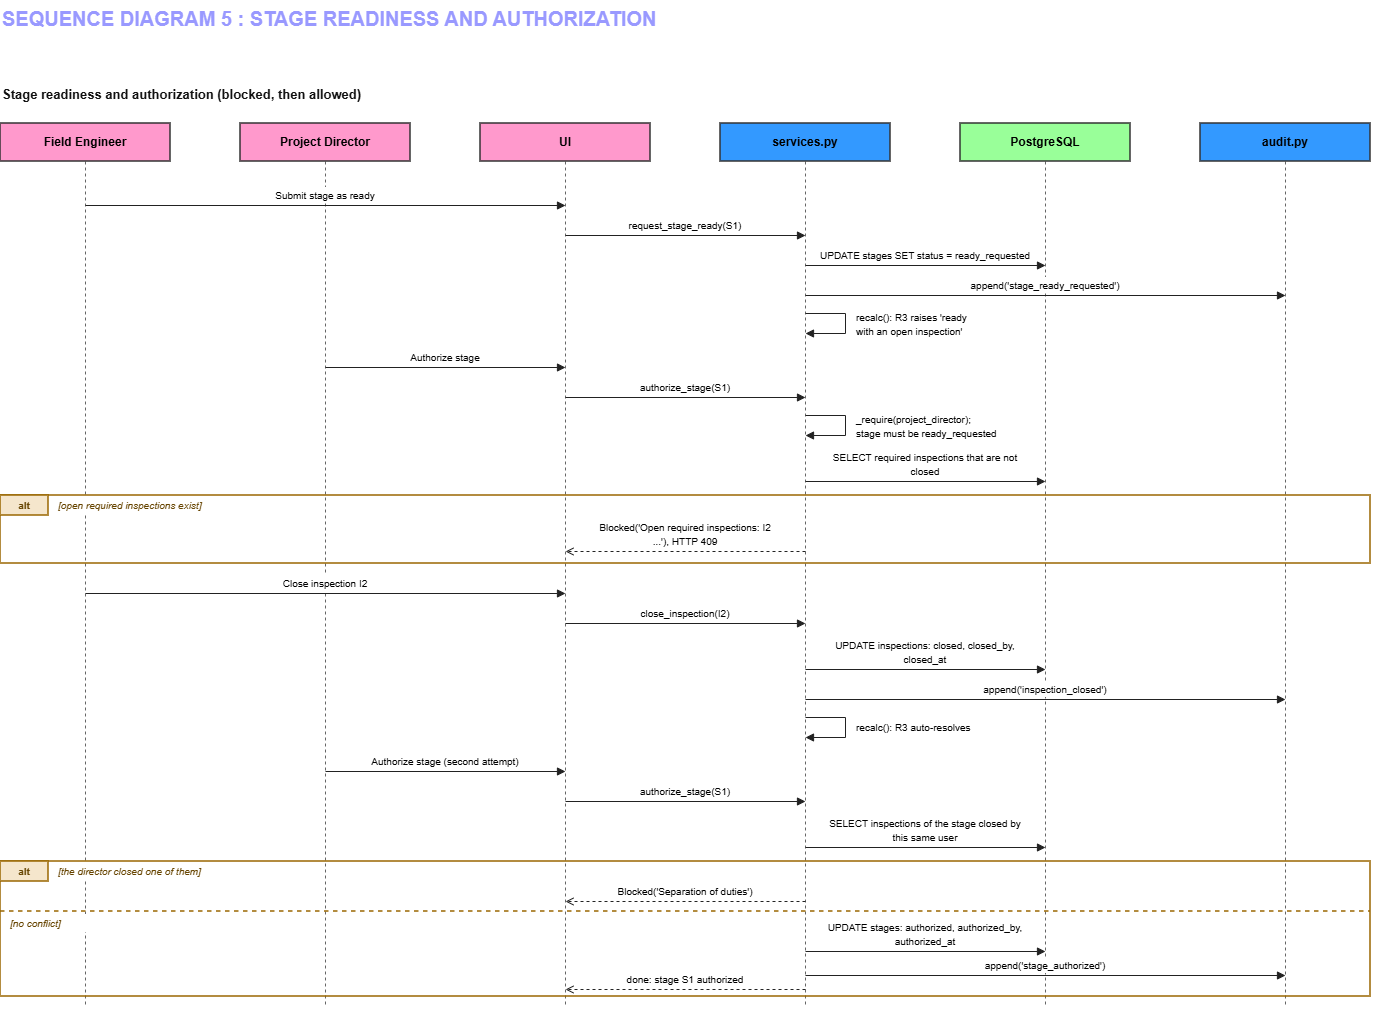 SEQUENCE DIAGRAM 5 : STAGE READINESS AND AUTHORIZATION
Stage readiness and authorization (blocked, then allowed)
Field Engineer
Project Director
UI
services.py
PostgreSQL
audit.py
Submit stage as ready
request_stage_ready(S1)
UPDATE stages SET status = ready_requested
append('stage_ready_requested')
recalc(): R3 raises 'ready
with an open inspection'
Authorize stage
authorize_stage(S1)
_require(project_director);
stage must be ready_requested
SELECT required inspections that are not
closed
alt
[open required inspections exist]
Blocked('Open required inspections: I2
...'), HTTP 409
Close inspection I2
close_inspection(I2)
UPDATE inspections: closed, closed_by,
closed_at
append('inspection_closed')
recalc(): R3 auto-resolves
Authorize stage (second attempt)
authorize_stage(S1)
SELECT inspections of the stage closed by
this same user
alt
[the director closed one of them]
Blocked('Separation of duties')
[no conflict]
UPDATE stages: authorized, authorized_by,
authorized_at
append('stage_authorized')
done: stage S1 authorized